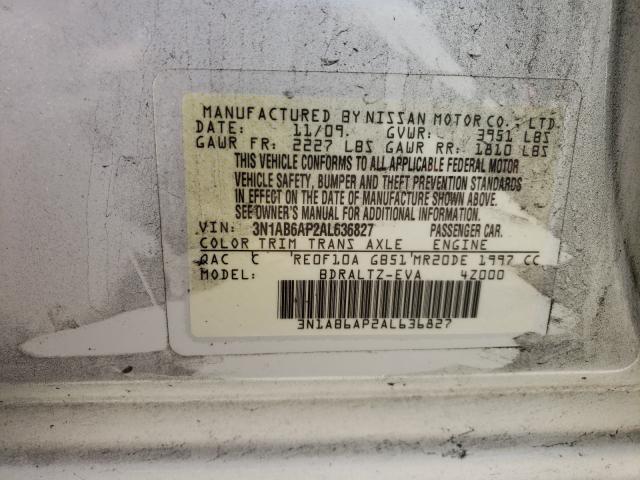 MANUFACTURED BY NISSAN MOTOR CO., LTD.
DATE: 11/09. GVWR: 3951 LBS
GAWR FR: 2227 LBS GAWR RR: 1810 LBS
THIS VEHICLE CONFORMS TO ALL APPLICABLE FEDERAL MOTOR
VEHICLE SAFETY, BUMPER AND THEFT PREVENTION STANDARDS
IN EFFECT ON THE DATE OF MANUFACTURE SHOWN ABOVE.
SEE OWNER'S MANUAL FOR ADDITIONAL INFORMATION.
VIN: 3N1AB6AP2AL636827 PASSENGER CAR.
COLOR TRIM TRANS AXLE ENGINE
QAC C RE0F10A GB51 MR20DE 1997 CC
MODEL: BDRALTZ-EVA 4Z000
3N1AB6AP2AL636827